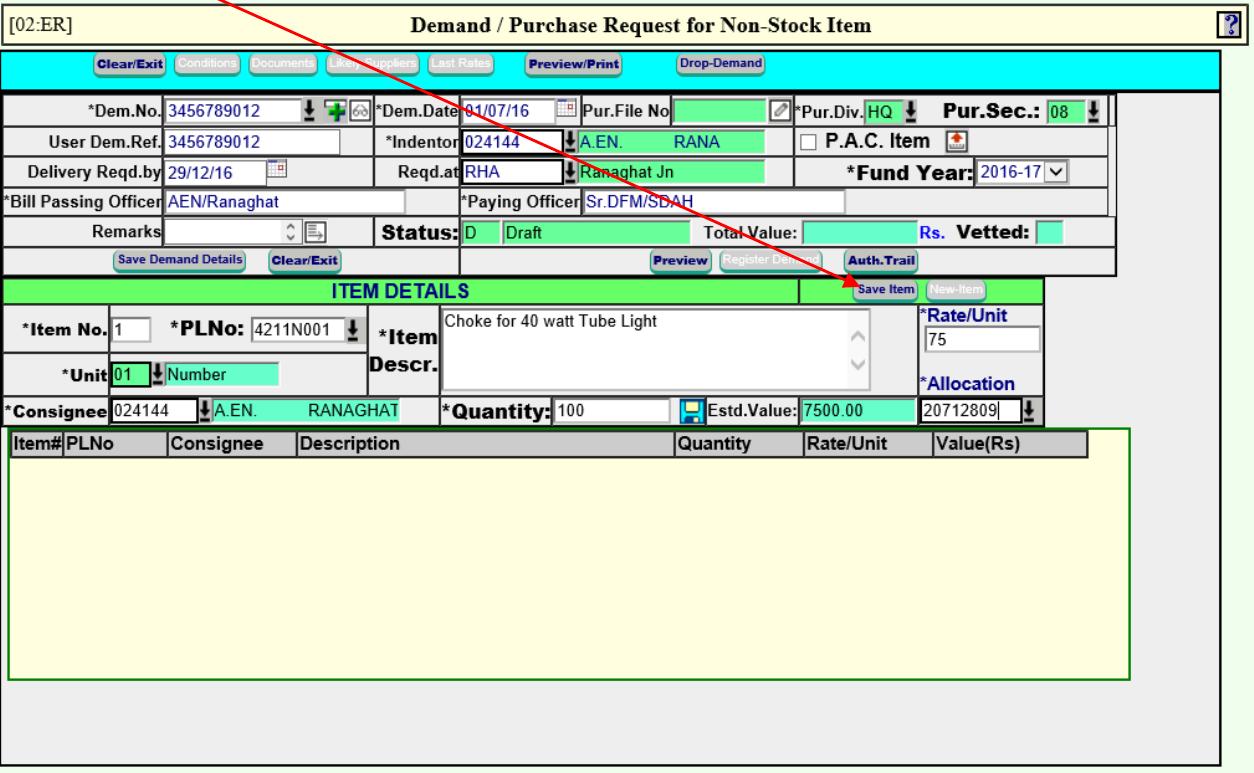 [02:ER] Demand / Purchase Request for Non-Stock Item ?
Clear/Exit Conditions Documents Likely Suppliers Last Rates Preview/Print Drop-Demand
*Dem.No. 3456789012 *Dem.Date 01/07/16 Pur.File No *Pur.Div. HQ Pur.Sec.: 08
User Dem.Ref. 3456789012 *Indentor 024144 A.EN. RANA P.A.C. Item
Delivery Reqd.by 29/12/16 Reqd.at RHA Ranaghat Jn *Fund Year: 2016-17
*Bill Passing Officer AEN/Ranaghat *Paying Officer Sr.DFM/SDAH
Remarks Status: D Draft Total Value: Rs. Vetted:
Save Demand Details Clear/Exit Preview Register Demand Auth.Trail
ITEM DETAILS Save Item New-Item
*Item No. 1 *PLNo: 4211N001 *Item Descr. Choke for 40 watt Tube Light *Rate/Unit
75
*Unit 01 Number *Allocation
*Consignee 024144 A.EN. RANAGHAT *Quantity: 100 Estd.Value: 7500.00 20712809
Item# PLNo Consignee Description Quantity Rate/Unit Value(Rs)